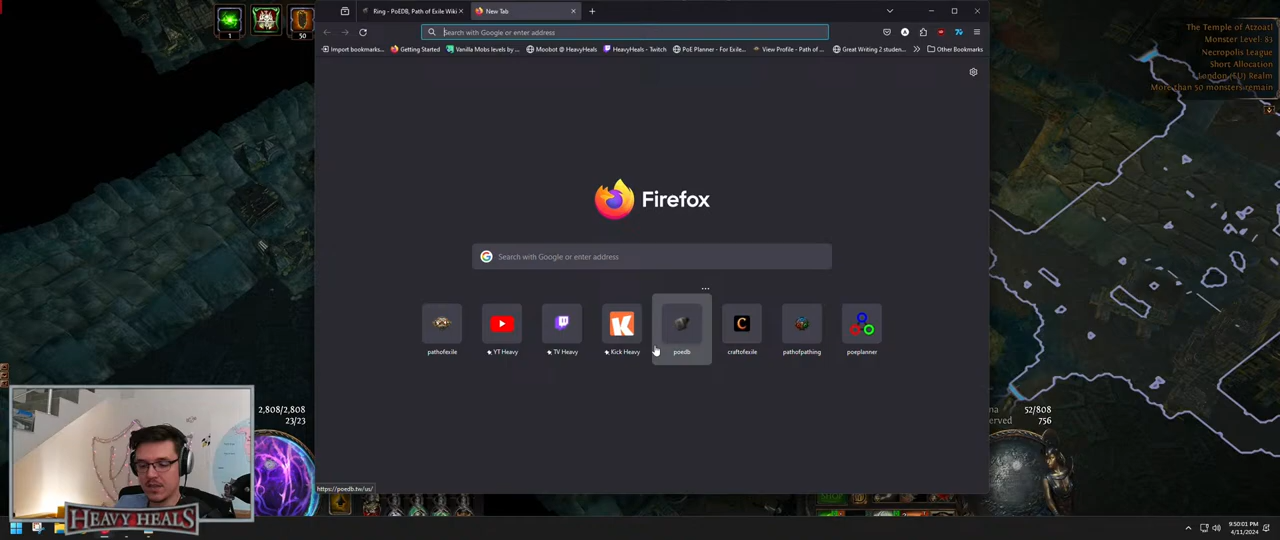 1
50
Ring - PoEDB, Path of Exile Wiki
New Tab
Search with Google or enter address
Import bookmarks...
Getting Started
Vanilla Mobs levels by ...
Moobot @ HeavyHeals
HeavyHeals - Twitch
PoE Planner - For Exile...
View Profile - Path of ...
Great Writing 2 studen...
Other Bookmarks
The Temple of Atzoatl
Monster Level: 83
Necropolis League
Short Allocation
London (EU) Realm
More than 50 monsters remain
Firefox
Search with Google or enter address
pathofexile
YT Heavy
TV Heavy
Kick Heavy
poedb
craftofexile
pathofpathing
poeplanner
2,808/2,808
23/23
52/808
756
https://poedb.tw/us/
SHOP
HEAVY HEALS
9:50:01 PM
4/11/2024